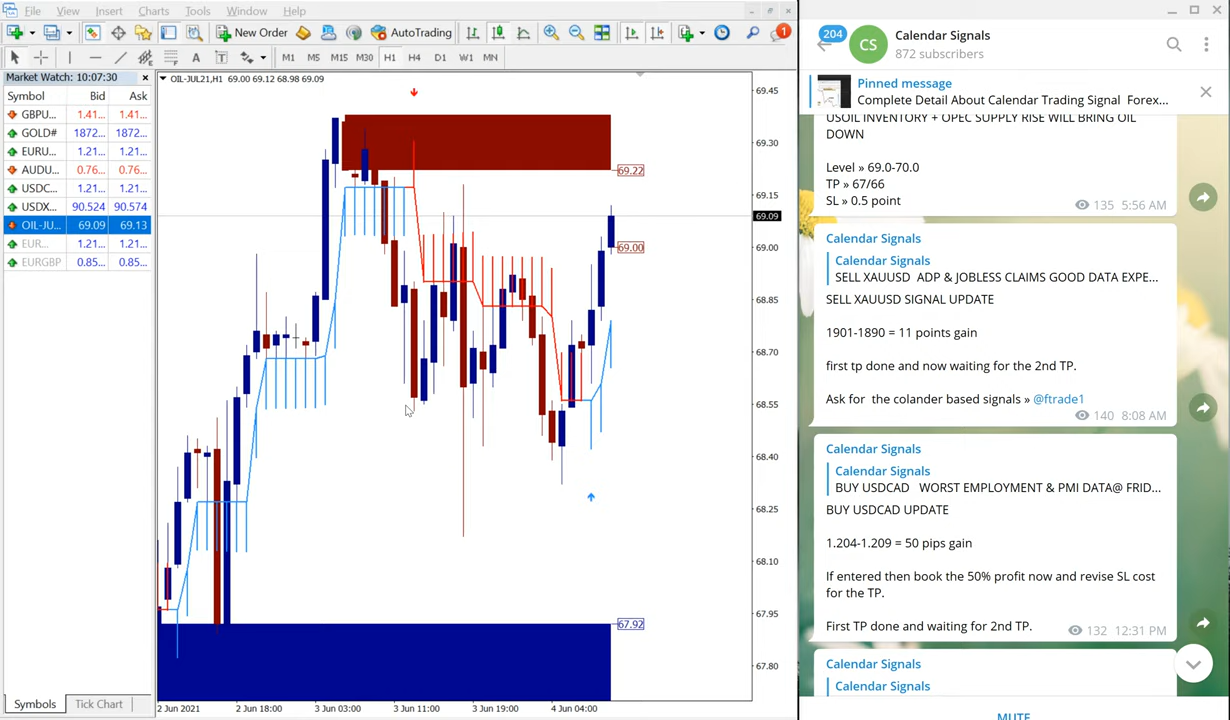 File View Insert Charts Tools Window Help
New Order AutoTrading 1
A T M1 M5 M15 M30 H1 H4 D1 W1 MN
Market Watch: 10:07:30
Symbol Bid Ask
GBPU... 1.41... 1.41...
GOLD# 1872... 1872...
EURU... 1.21... 1.21...
AUDU... 0.76... 0.76...
USDC... 1.21... 1.21...
USDX... 90.524 90.574
OIL-JU... 69.09 69.13
EUR... 1.21... 1.21...
EURGBP 0.85... 0.85...
Symbols Tick Chart
OIL-JUL21,H1 69.00 69.12 68.98 69.09
69.45
69.30
69.22
69.15
69.09
69.00
69.00
68.85
68.70
68.55
68.40
68.25
68.10
67.95
67.92
67.80
2 Jun 2021 2 Jun 18:00 3 Jun 03:00 3 Jun 11:00 3 Jun 19:00 4 Jun 04:00
204
CS
Calendar Signals
872 subscribers
Pinned message
Complete Detail About Calendar Trading Signal Forex...
USOIL INVENTORY + OPEC SUPPLY RISE WILL BRING OIL
DOWN
Level » 69.0-70.0
TP » 67/66
SL » 0.5 point
135 5:56 AM
Calendar Signals
Calendar Signals
SELL XAUUSD ADP & JOBLESS CLAIMS GOOD DATA EXPE...
SELL XAUUSD SIGNAL UPDATE
1901-1890 = 11 points gain
first tp done and now waiting for the 2nd TP.
Ask for the colander based signals » @ftrade1
140 8:08 AM
Calendar Signals
Calendar Signals
BUY USDCAD WORST EMPLOYMENT & PMI DATA@ FRID...
BUY USDCAD UPDATE
1.204-1.209 = 50 pips gain
If entered then book the 50% profit now and revise SL cost
for the TP.
First TP done and waiting for 2nd TP.
132 12:31 PM
Calendar Signals
Calendar Signals
MUTE